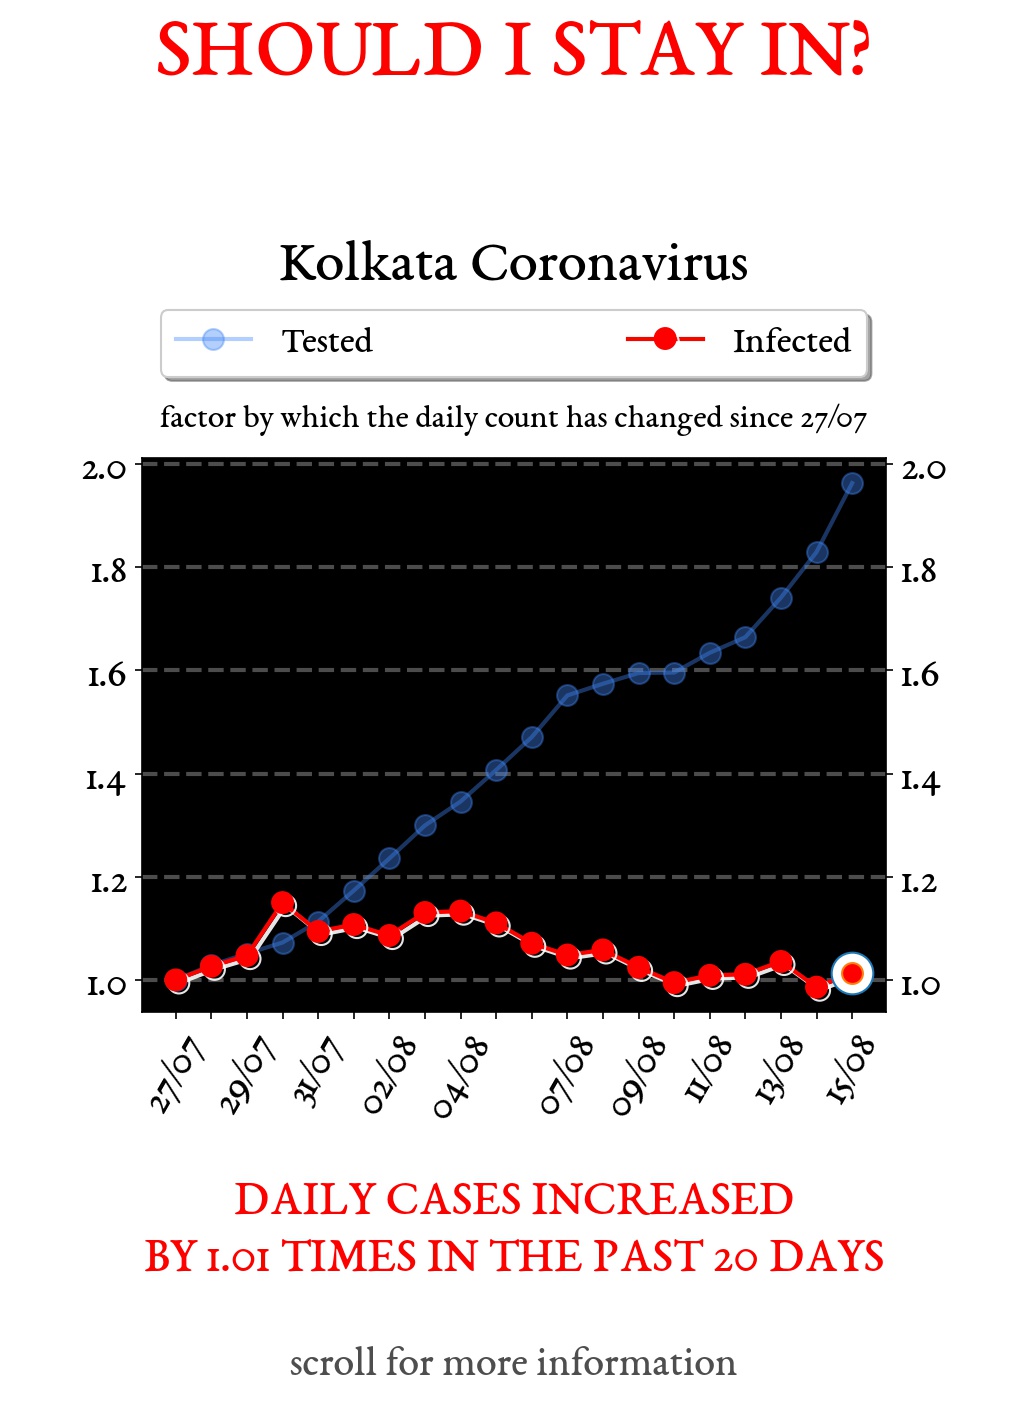 SHOULD I STAY IN?
Kolkata Coronavirus
Tested Infected
factor by which the daily count has changed since 27/07
2.0 2.0
1.8 1.8
1.6 1.6
1.4 1.4
1.2 1.2
1.0 1.0
27/07 29/07 31/07 02/08 04/08 07/08 09/08 11/08 13/08 15/08
DAILY CASES INCREASED
BY 1.01 TIMES IN THE PAST 20 DAYS
scroll for more information